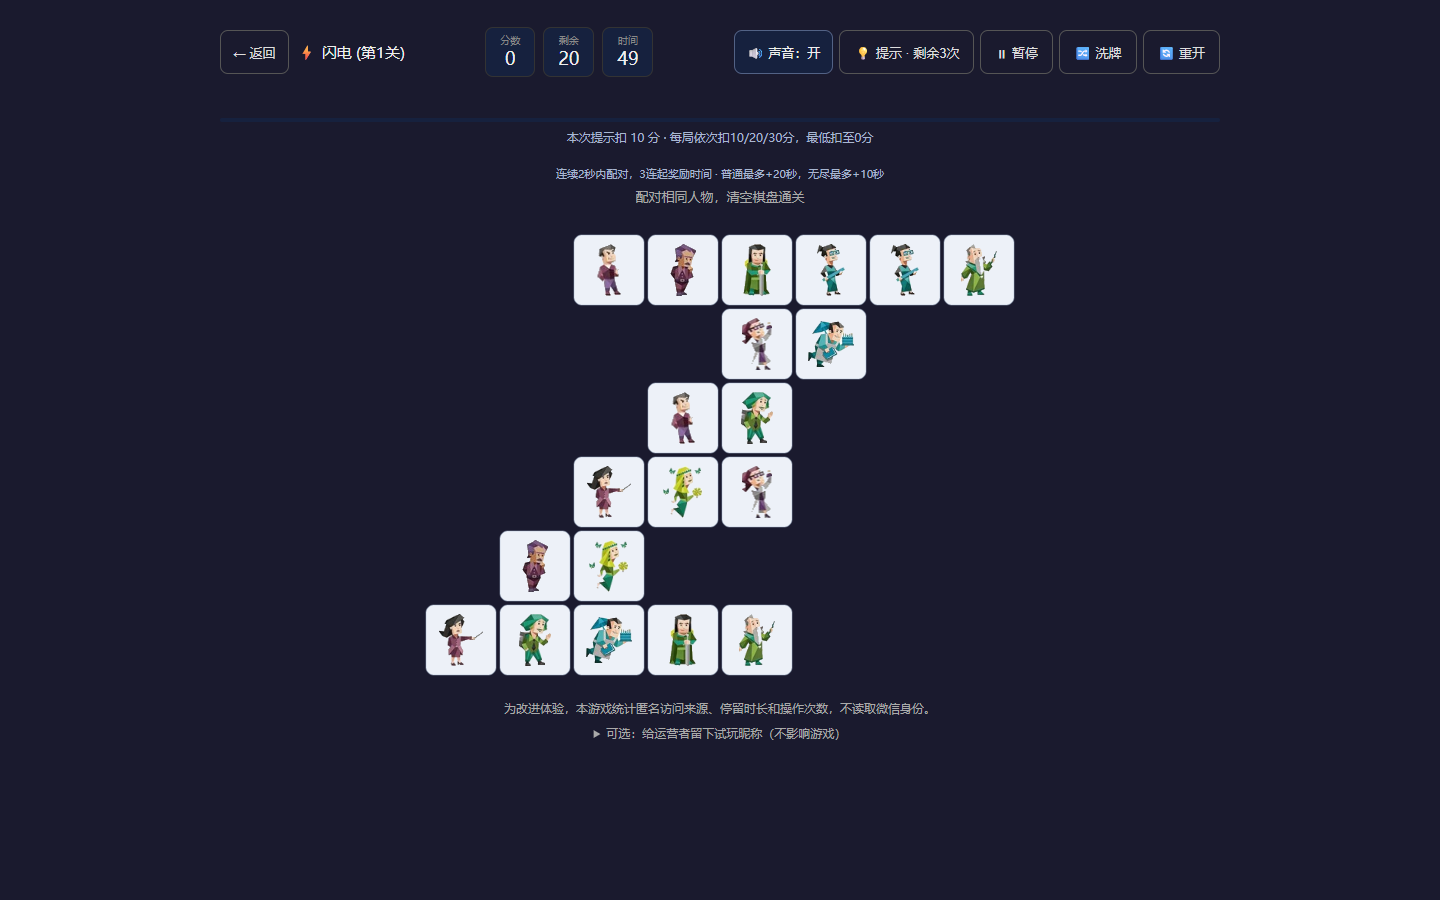 ← 返回
闪电 (第1关)
分数
0
剩余
20
时间
49
声音：开
提示 · 剩余3次
暂停
洗牌
重开
本次提示扣 10 分 · 每局依次扣10/20/30分，最低扣至0分
连续2秒内配对，3连起奖励时间 · 普通最多+20秒，无尽最多+10秒
配对相同人物，清空棋盘通关
为改进体验，本游戏统计匿名访问来源、停留时长和操作次数，不读取微信身份。
▶ 可选：给运营者留下试玩昵称（不影响游戏）